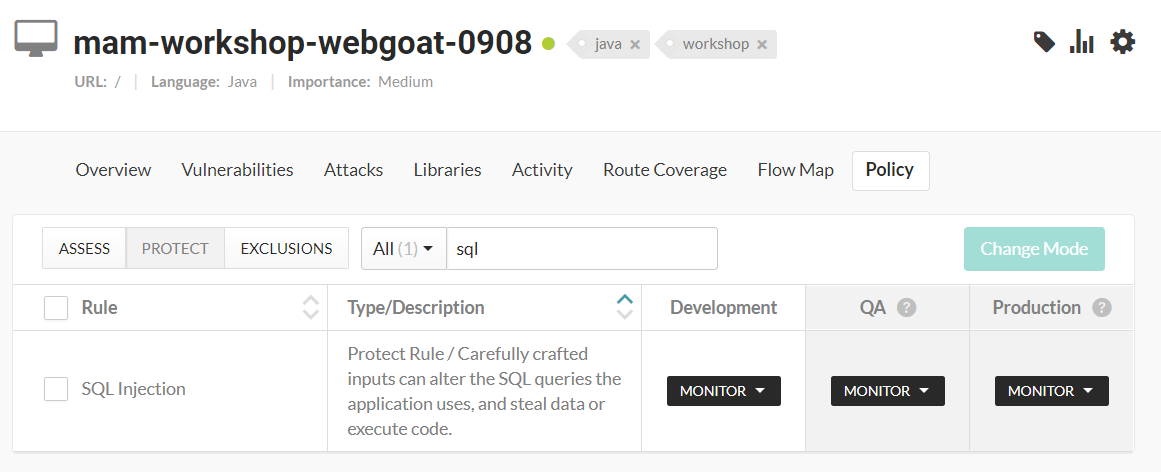 mam-workshop-webgoat-0908 java × workshop ×
URL: / Language: Java Importance: Medium
Overview Vulnerabilities Attacks Libraries Activity Route Coverage Flow Map Policy
ASSESS PROTECT EXCLUSIONS All (1) sql Change Mode
Rule Type/Description Development QA ? Production ?
SQL Injection
Protect Rule / Carefully crafted
inputs can alter the SQL queries the
application uses, and steal data or
execute code.
MONITOR MONITOR MONITOR